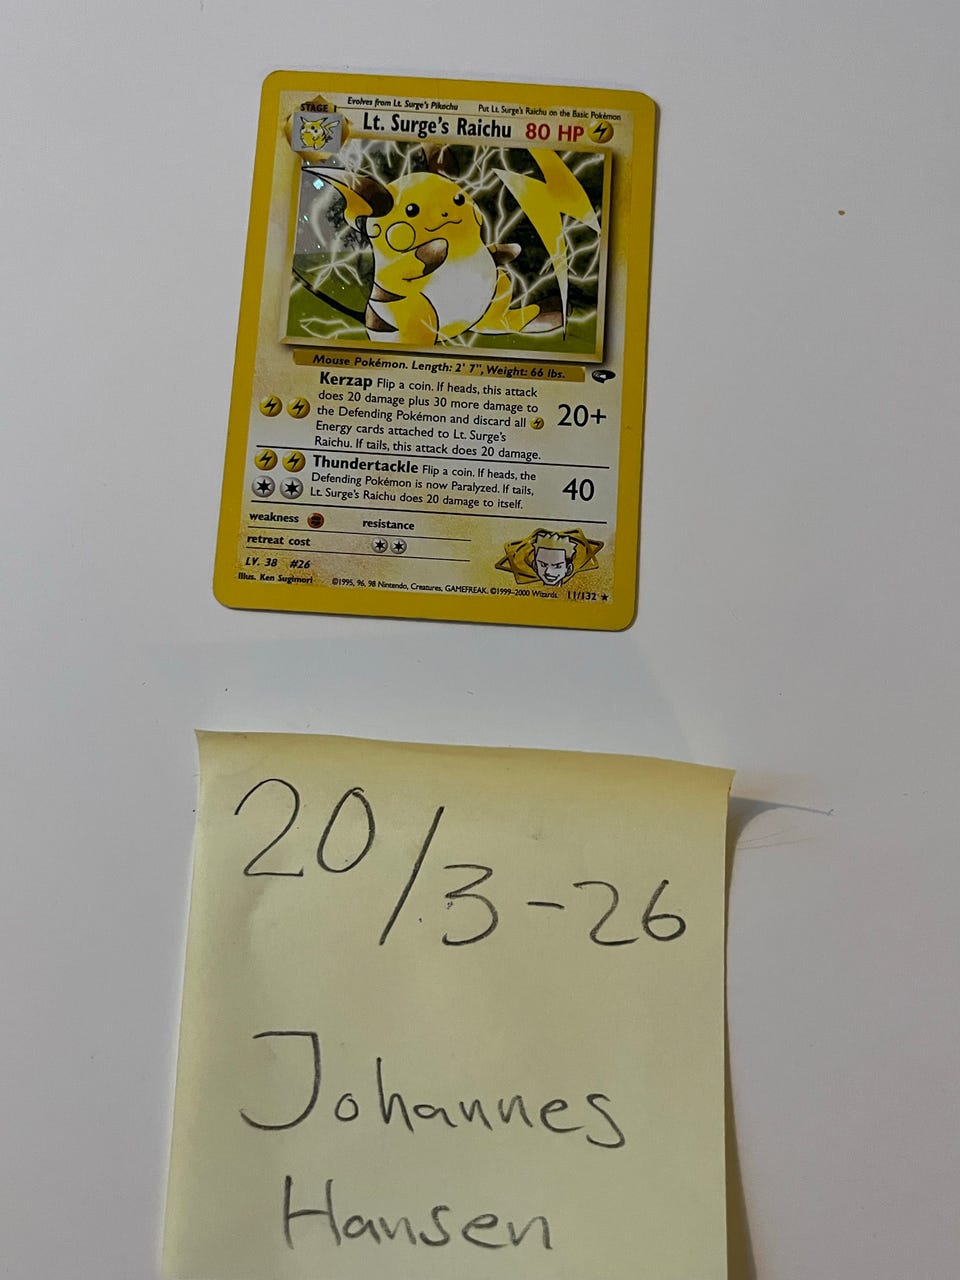 STAGE 1 Evolves from Lt. Surge's Pikachu Put Lt. Surge's Raichu on the Basic Pokémon
Lt. Surge's Raichu 80 HP
Mouse Pokémon. Length: 2' 7", Weight: 66 lbs.
Kerzap Flip a coin. If heads, this attack
does 20 damage plus 30 more damage to
the Defending Pokémon and discard all
Energy cards attached to Lt. Surge's
Raichu. If tails, this attack does 20 damage.
20+
Thundertackle Flip a coin. If heads, the
Defending Pokémon is now Paralyzed. If tails,
Lt. Surge's Raichu does 20 damage to itself.
40
weakness resistance
retreat cost
LV. 38 #26
Illus. Ken Sugimori ©1995, 96, 98 Nintendo, Creatures, GAMEFREAK. ©1999-2000 Wizards. 11/132
20/3-26
Johannes
Hansen